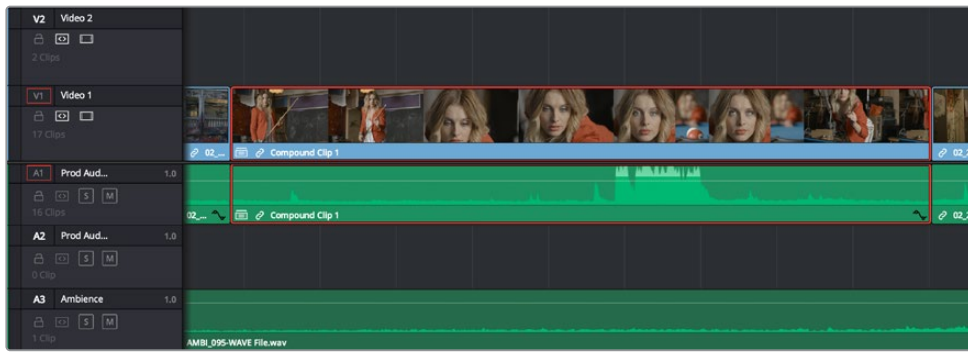 V2 Video 2
2 Clips
V1 Video 1
17 Clips
02_... Compound Clip 1 02_2
A1 Prod Aud... 1.0
S M
16 Clips
02_... Compound Clip 1 02_2
A2 Prod Aud... 1.0
S M
0 Clip
A3 Ambience 1.0
S M
1 Clip
AMBI_095-WAVE File.wav